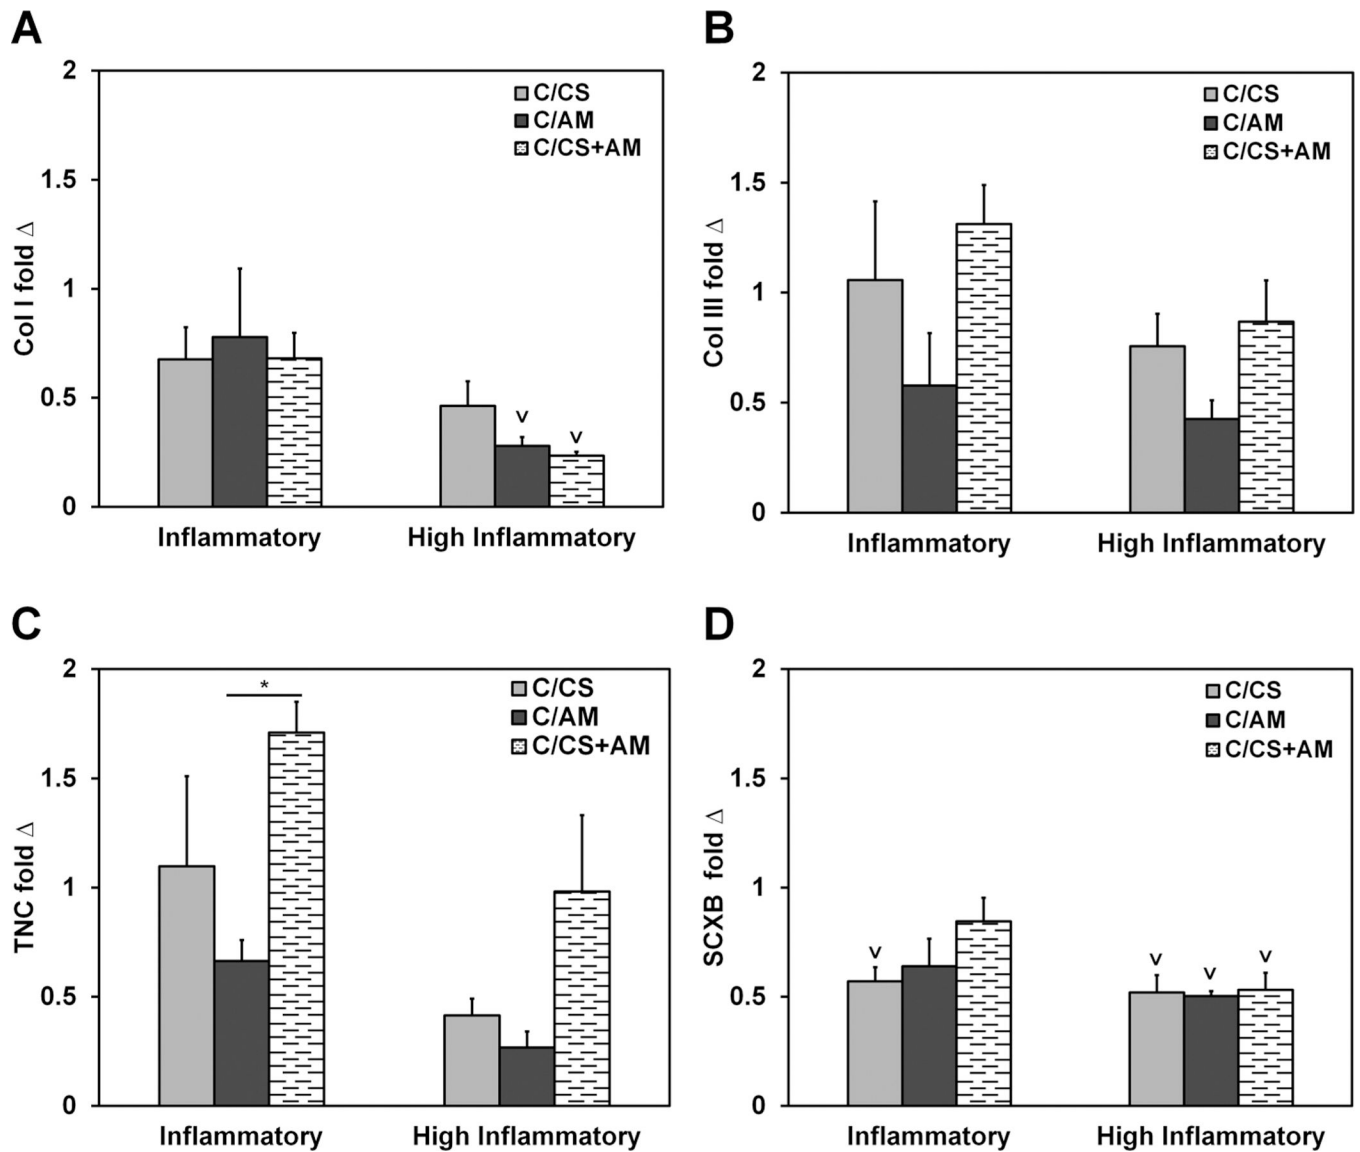 A
Col I fold Δ
2
1.5
1
0.5
0
C/CS
C/AM
C/CS+AM
v
v
Inflammatory
High Inflammatory
B
Col III fold Δ
2
1.5
1
0.5
0
C/CS
C/AM
C/CS+AM
Inflammatory
High Inflammatory
C
TNC fold Δ
2
1.5
1
0.5
0
*
C/CS
C/AM
C/CS+AM
Inflammatory
High Inflammatory
D
SCXB fold Δ
2
1.5
1
0.5
0
C/CS
C/AM
C/CS+AM
v
v
v
v
Inflammatory
High Inflammatory